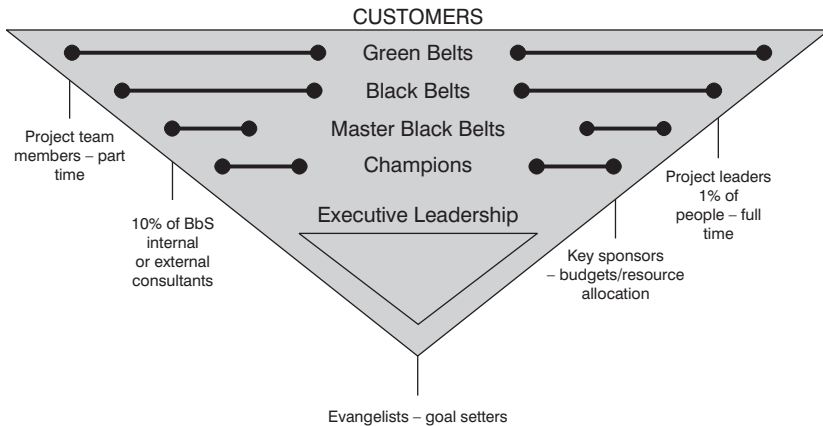 CUSTOMERS
Green Belts
Black Belts
Master Black Belts
Champions
Executive Leadership
Project team
members – part
time
10% of BbS
internal
or external
consultants
Project leaders
1% of
people – full
time
Key sponsors
– budgets/resource
allocation
Evangelists – goal setters